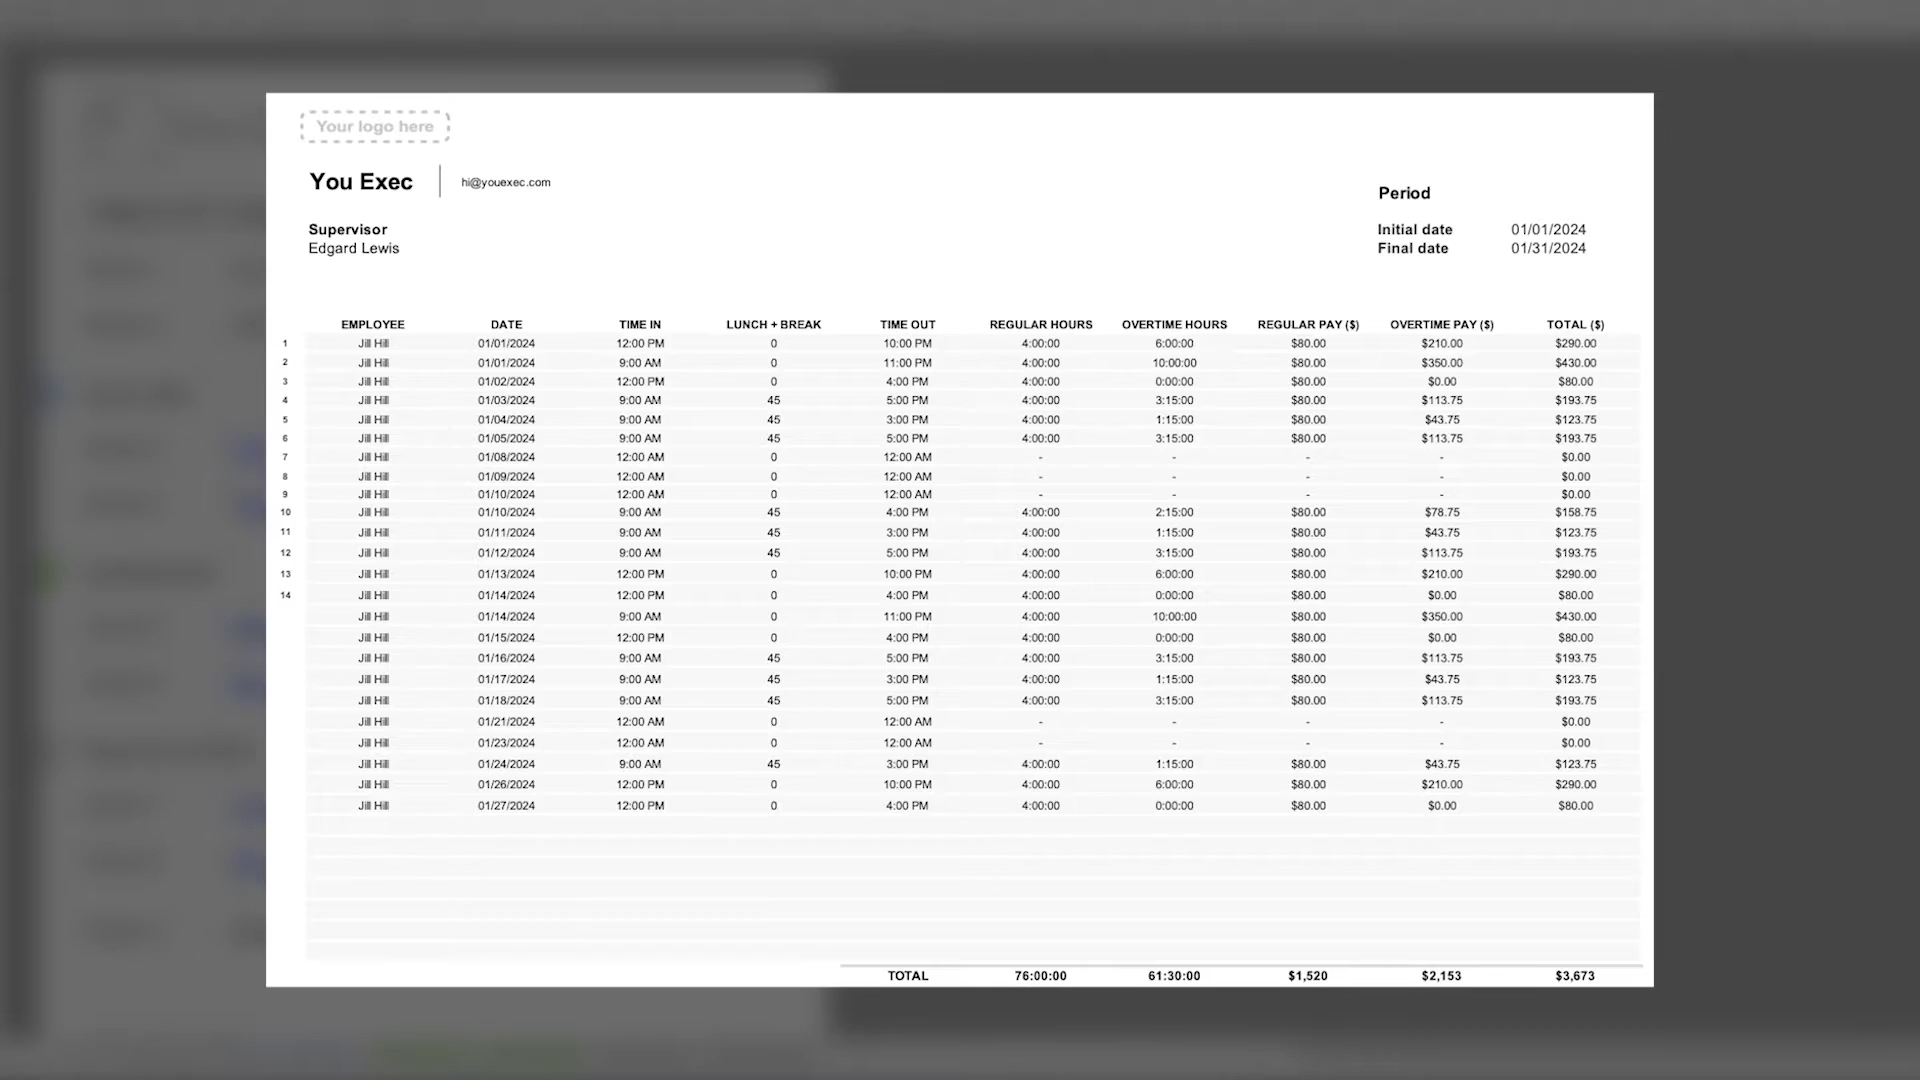 Your logo here
You Exec hi@youexec.com
Period
Supervisor Initial date 01/01/2024
Edgard Lewis Final date 01/31/2024
EMPLOYEE DATE TIME IN LUNCH + BREAK TIME OUT REGULAR HOURS OVERTIME HOURS REGULAR PAY ($) OVERTIME PAY ($) TOTAL ($)
1 Jill Hill 01/01/2024 12:00 PM 0 10:00 PM 4:00:00 6:00:00 $80.00 $210.00 $290.00
2 Jill Hill 01/01/2024 9:00 AM 0 11:00 PM 4:00:00 10:00:00 $80.00 $350.00 $430.00
3 Jill Hill 01/02/2024 12:00 PM 0 4:00 PM 4:00:00 0:00:00 $80.00 $0.00 $80.00
4 Jill Hill 01/03/2024 9:00 AM 45 5:00 PM 4:00:00 3:15:00 $80.00 $113.75 $193.75
5 Jill Hill 01/04/2024 9:00 AM 45 3:00 PM 4:00:00 1:15:00 $80.00 $43.75 $123.75
6 Jill Hill 01/05/2024 9:00 AM 45 5:00 PM 4:00:00 3:15:00 $80.00 $113.75 $193.75
7 Jill Hill 01/08/2024 12:00 AM 0 12:00 AM - - - - $0.00
8 Jill Hill 01/09/2024 12:00 AM 0 12:00 AM - - - - $0.00
9 Jill Hill 01/10/2024 12:00 AM 0 12:00 AM - - - - $0.00
10 Jill Hill 01/10/2024 9:00 AM 45 4:00 PM 4:00:00 2:15:00 $80.00 $78.75 $158.75
11 Jill Hill 01/11/2024 9:00 AM 45 3:00 PM 4:00:00 1:15:00 $80.00 $43.75 $123.75
12 Jill Hill 01/12/2024 9:00 AM 45 5:00 PM 4:00:00 3:15:00 $80.00 $113.75 $193.75
13 Jill Hill 01/13/2024 12:00 PM 0 10:00 PM 4:00:00 6:00:00 $80.00 $210.00 $290.00
14 Jill Hill 01/14/2024 12:00 PM 0 4:00 PM 4:00:00 0:00:00 $80.00 $0.00 $80.00
Jill Hill 01/14/2024 9:00 AM 0 11:00 PM 4:00:00 10:00:00 $80.00 $350.00 $430.00
Jill Hill 01/15/2024 12:00 PM 0 4:00 PM 4:00:00 0:00:00 $80.00 $0.00 $80.00
Jill Hill 01/16/2024 9:00 AM 45 5:00 PM 4:00:00 3:15:00 $80.00 $113.75 $193.75
Jill Hill 01/17/2024 9:00 AM 45 3:00 PM 4:00:00 1:15:00 $80.00 $43.75 $123.75
Jill Hill 01/18/2024 9:00 AM 45 5:00 PM 4:00:00 3:15:00 $80.00 $113.75 $193.75
Jill Hill 01/21/2024 12:00 AM 0 12:00 AM - - - - $0.00
Jill Hill 01/23/2024 12:00 AM 0 12:00 AM - - - - $0.00
Jill Hill 01/24/2024 9:00 AM 45 3:00 PM 4:00:00 1:15:00 $80.00 $43.75 $123.75
Jill Hill 01/26/2024 12:00 PM 0 10:00 PM 4:00:00 6:00:00 $80.00 $210.00 $290.00
Jill Hill 01/27/2024 12:00 PM 0 4:00 PM 4:00:00 0:00:00 $80.00 $0.00 $80.00
TOTAL 76:00:00 61:30:00 $1,520 $2,153 $3,673